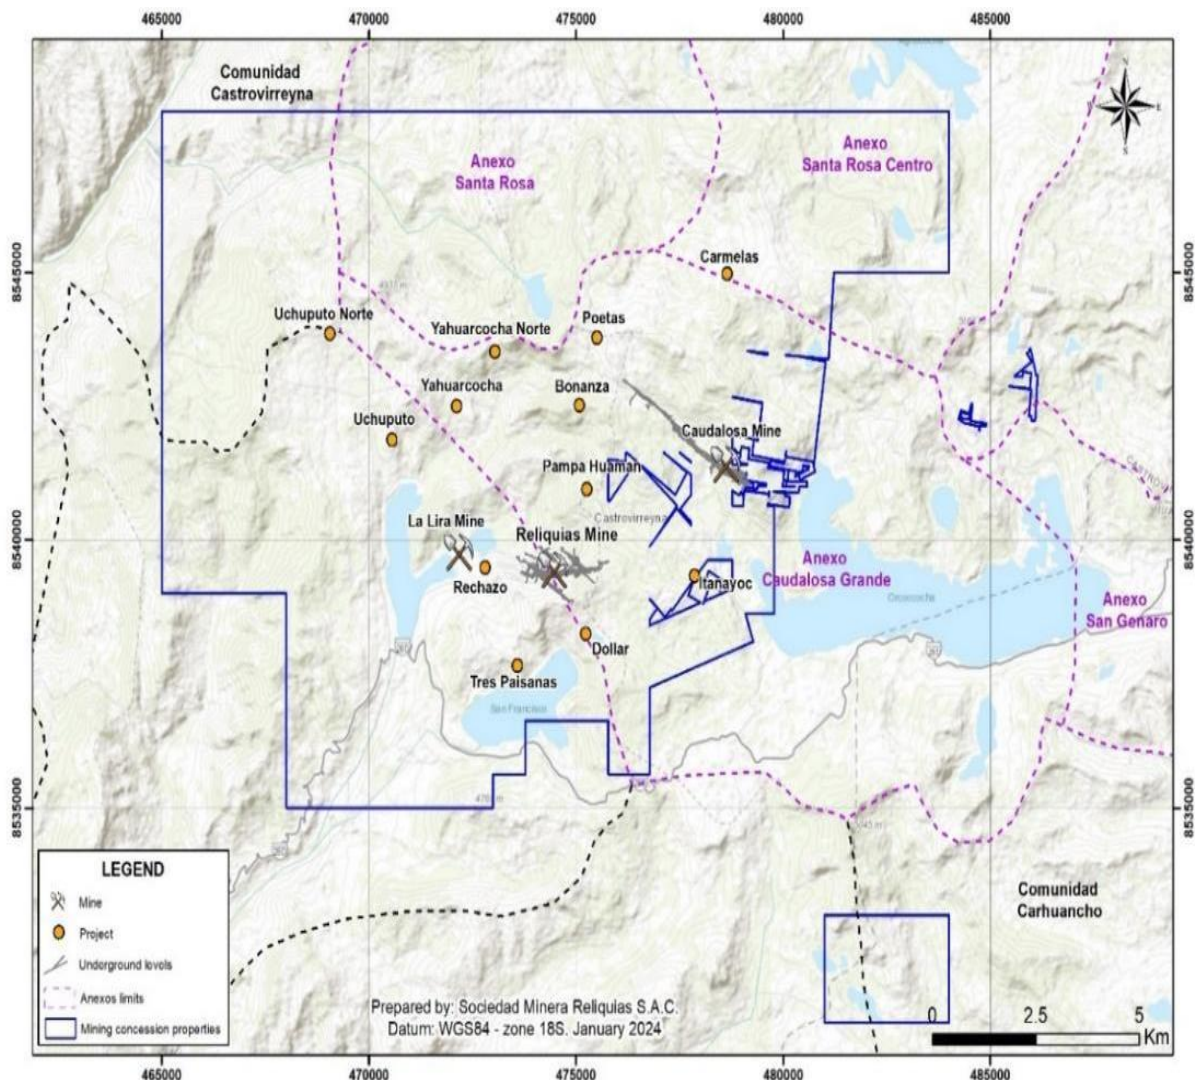 465000 470000 475000 480000 485000
Comunidad
Castrovirreyna
Anexo
Santa Rosa
Anexo
Santa Rosa Centro
8545000
8545000
Carmelas
Uchuputo Norte
Yahuarcocha Norte
Poetas
Yahuarcocha
Bonanza
Uchuputo
Caudalosa Mine
Pampa Huaman
La Lira Mine
Castrovirreyna
Reliquias Mine
8540000
8540000
Rechazo
Itanayoc
Anexo
Caudalosa Grande
Anexo
San Genaro
Dollar
Tres Paisanas
San Francisco
8535000
8535000
LEGEND
Mine
Project
Underground levels
Anexos limits
Mining concession properties
Comunidad
Carhuancho
Prepared by: Sociedad Minera Reliquias S.A.C.
Datum: WGS84 - zone 18S. January 2024
0 2.5 5
Km
N
E
S
465000 470000 475000 480000 485000